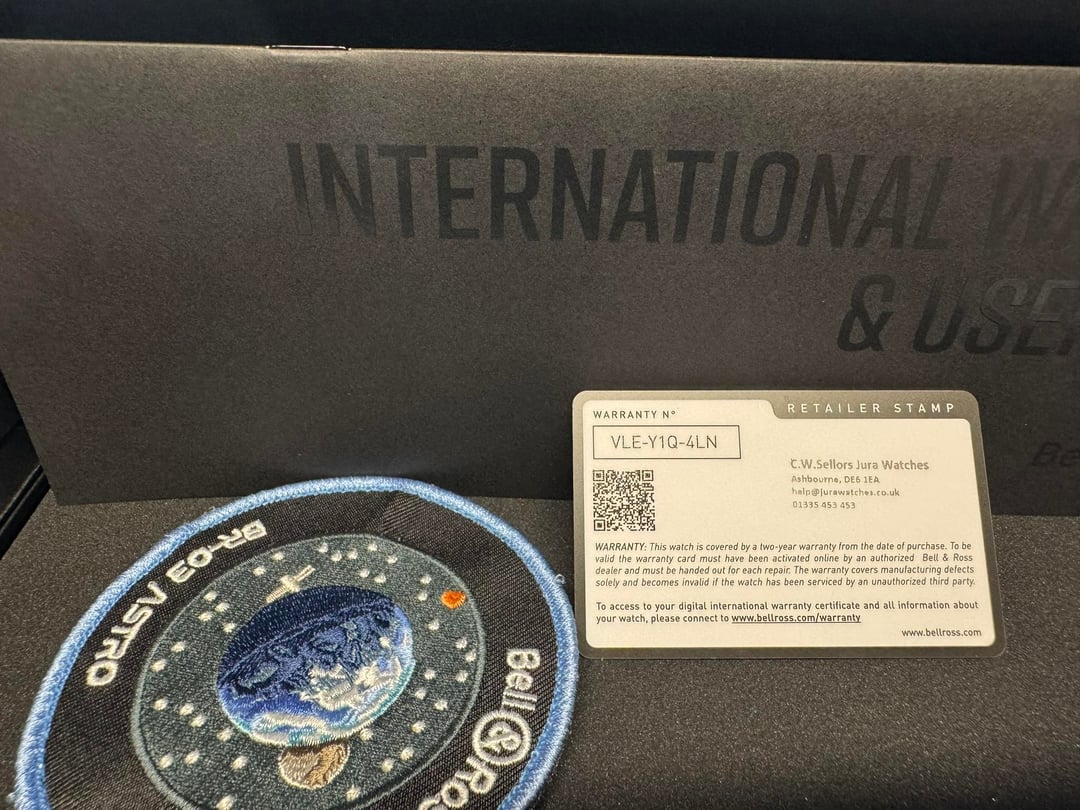 INTERNATIONAL
& USER
WARRANTY N°
RETAILER STAMP
VLE-Y1Q-4LN
C.W.Sellors Jura Watches
Ashbourne, DE6 1EA
help@jurawatches.co.uk
01335 453 453
WARRANTY: This watch is covered by a two-year warranty from the date of purchase. To be
valid the warranty card must have been activated online by an authorized Bell & Ross
dealer and must be handed out for each repair. The warranty covers manufacturing defects
solely and becomes invalid if the watch has been serviced by an unauthorized third party.
To access to your digital international warranty certificate and all information about
your watch, please connect to www.bellross.com/warranty
www.bellross.com
BR-03 ASTRO
Bell & Ross